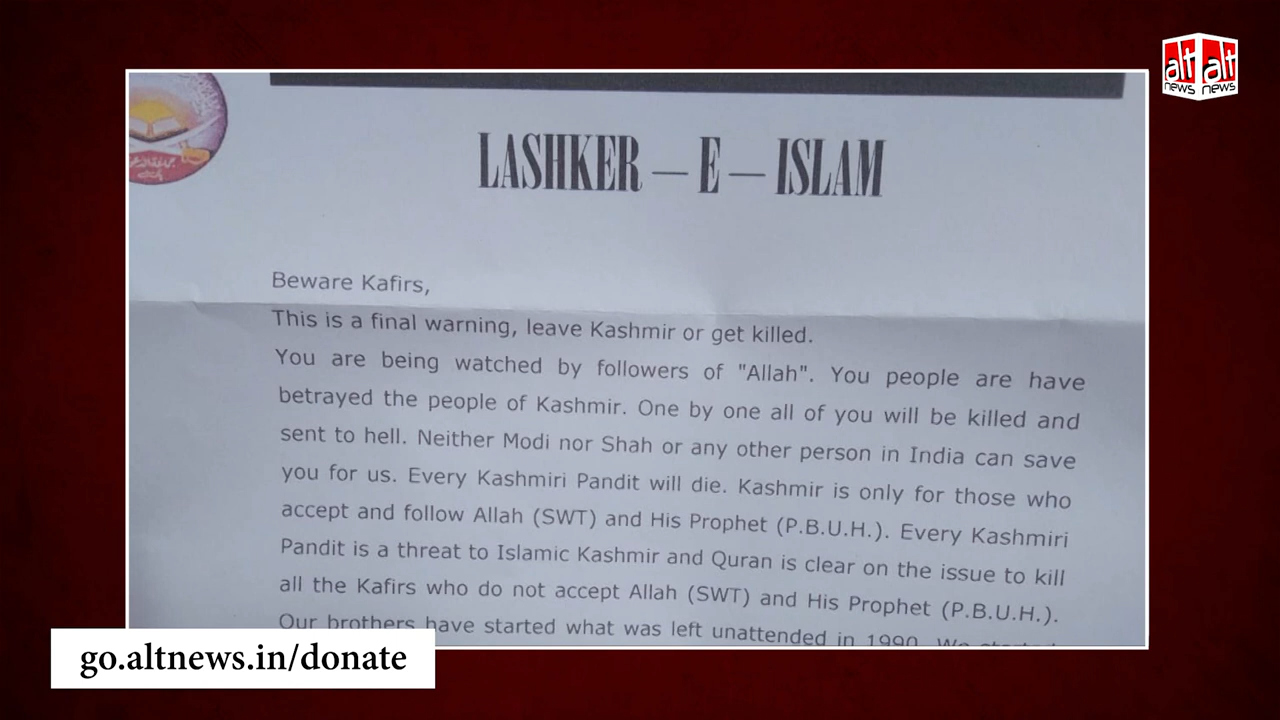 alt alt
news news
LASHKER – E – ISLAM
Beware Kafirs,
This is a final warning, leave Kashmir or get killed.
You are being watched by followers of "Allah". You people are have
betrayed the people of Kashmir. One by one all of you will be killed and
sent to hell. Neither Modi nor Shah or any other person in India can save
you for us. Every Kashmiri Pandit will die. Kashmir is only for those who
accept and follow Allah (SWT) and His Prophet (P.B.U.H.). Every Kashmiri
Pandit is a threat to Islamic Kashmir and Quran is clear on the issue to kill
all the Kafirs who do not accept Allah (SWT) and His Prophet (P.B.U.H.).
Our brothers have started what was left unattended in 1990. We started
go.altnews.in/donate